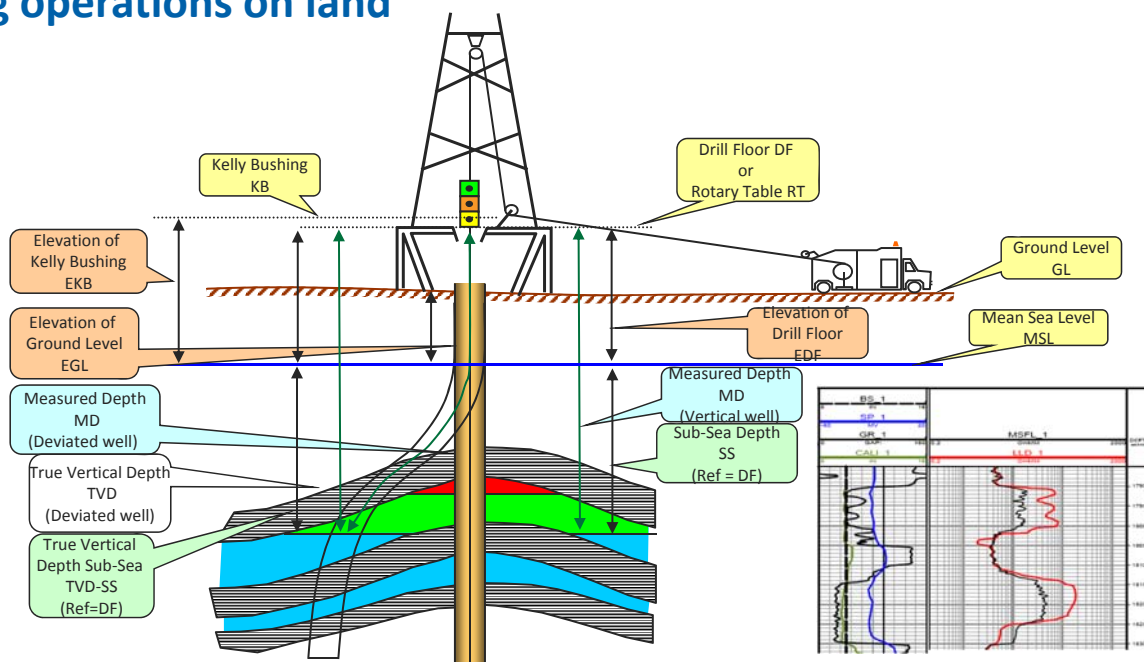 g operations on land
Kelly Bushing
KB
Drill Floor DF
or
Rotary Table RT
Elevation of
Kelly Bushing
EKB
Ground Level
GL
Elevation of
Ground Level
EGL
Elevation of
Drill Floor
EDF
Mean Sea Level
MSL
Measured Depth
MD
(Deviated well)
Measured Depth
MD
(Vertical well)
True Vertical Depth
TVD
(Deviated well)
Sub-Sea Depth
SS
(Ref = DF)
True Vertical
Depth Sub-Sea
TVD-SS
(Ref=DF)
BS_1
SP_1
GR_1
CALI_1
MSFL_1
LLD_1